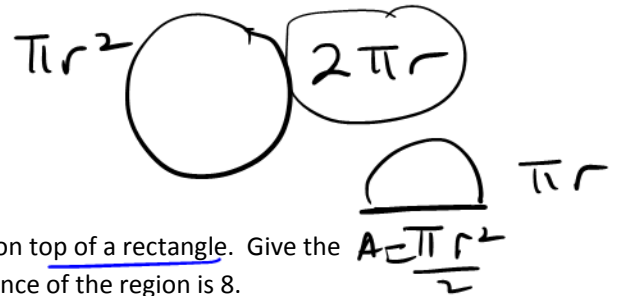 πr² 2πr
πr
on top of a rectangle. Give the A=πr²/2
nce of the region is 8.